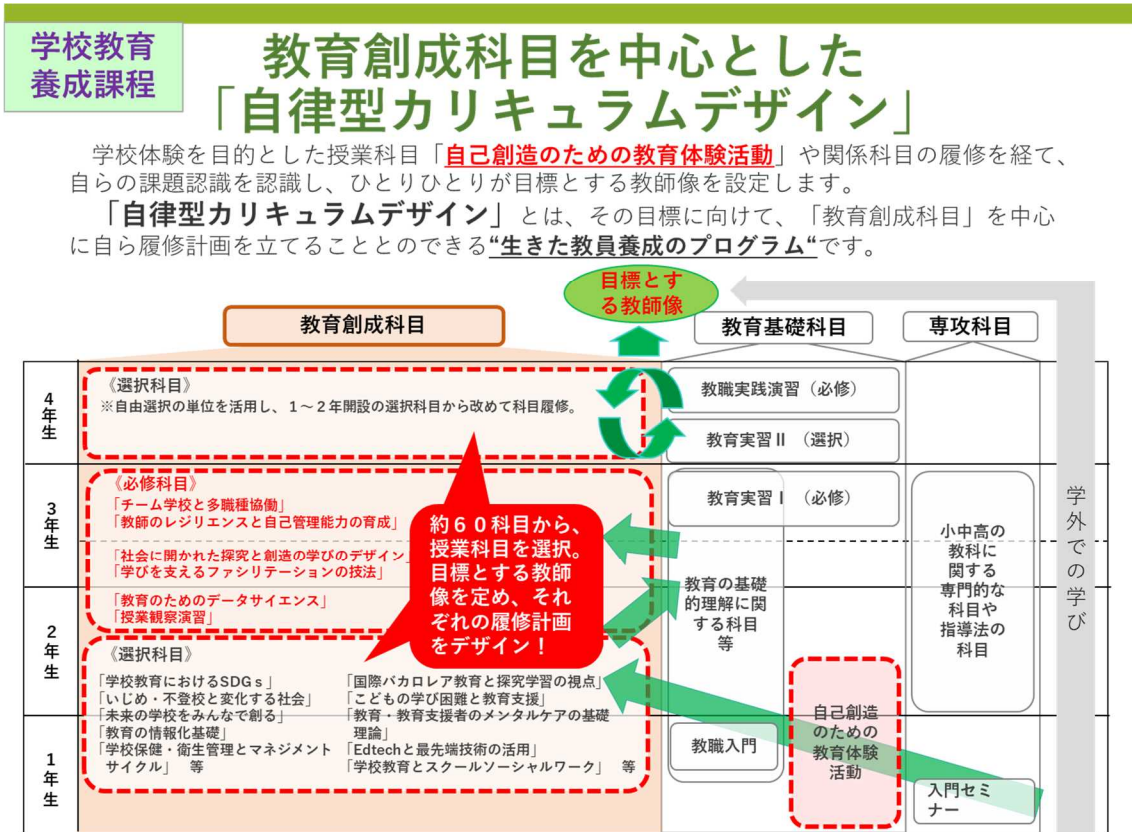 学校教育
養成課程
教育創成科目を中心とした
「自律型カリキュラムデザイン」
学校体験を目的とした授業科目「自己創造のための教育体験活動」や関係科目の履修を経て、
自らの課題認識を認識し、ひとりひとりが目標とする教師像を設定します。
「自律型カリキュラムデザイン」とは、その目標に向けて、「教育創成科目」を中心
に自ら履修計画を立てることとのできる“生きた教員養成のプログラム“です。
目標とす
る教師像
教育創成科目
教育基礎科目
専攻科目
4年生
《選択科目》
※自由選択の単位を活用し、1～2年開設の選択科目から改めて科目履修。
教職実践演習（必修）
教育実習Ⅱ （選択）
3年生
《必修科目》
「チーム学校と多職種協働」
「教師のレジリエンスと自己管理能力の育成」
「社会に開かれた探究と創造の学びのデザイン」
「学びを支えるファシリテーションの技法」
「教育のためのデータサイエンス」
「授業観察演習」
約60科目から、
授業科目を選択。
目標とする教師
像を定め、それ
ぞれの履修計画
をデザイン！
教育実習Ⅰ （必修）
教育の基礎
的理解に関
する科目
等
小中高の
教科に
関する
専門的な
科目や
指導法の
科目
学外での学び
2年生
《選択科目》
「学校教育におけるSDGｓ」
「いじめ・不登校と変化する社会」
「未来の学校をみんなで創る」
「教育の情報化基礎」
「学校保健・衛生管理とマネジメント
サイクル」 等
「国際バカロレア教育と探究学習の視点」
「こどもの学び困難と教育支援」
「教育・教育支援者のメンタルケアの基礎
理論」
「Edtechと最先端技術の活用」
「学校教育とスクールソーシャルワーク」 等
1年生
教職入門
自己創造
のための
教育体験
活動
入門セミ
ナー